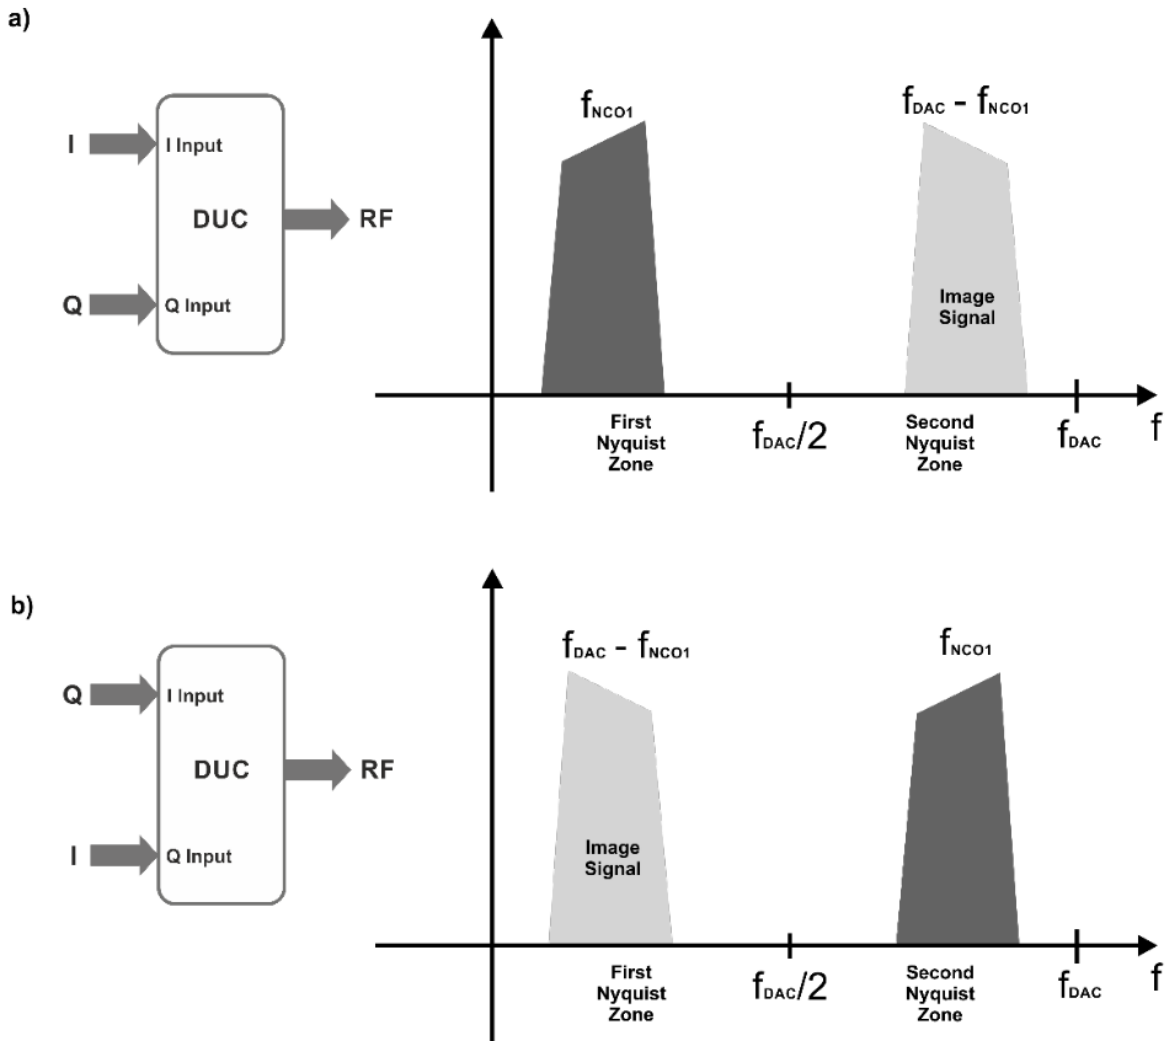 a)
I
I Input
DUC
RF
Q
Q Input
fNCO1
fDAC - fNCO1
Image
Signal
First
Nyquist
Zone
fDAC/2
Second
Nyquist
Zone
fDAC
f
b)
Q
I Input
DUC
RF
I
Q Input
fDAC - fNCO1
fNCO1
Image
Signal
First
Nyquist
Zone
fDAC/2
Second
Nyquist
Zone
fDAC
f